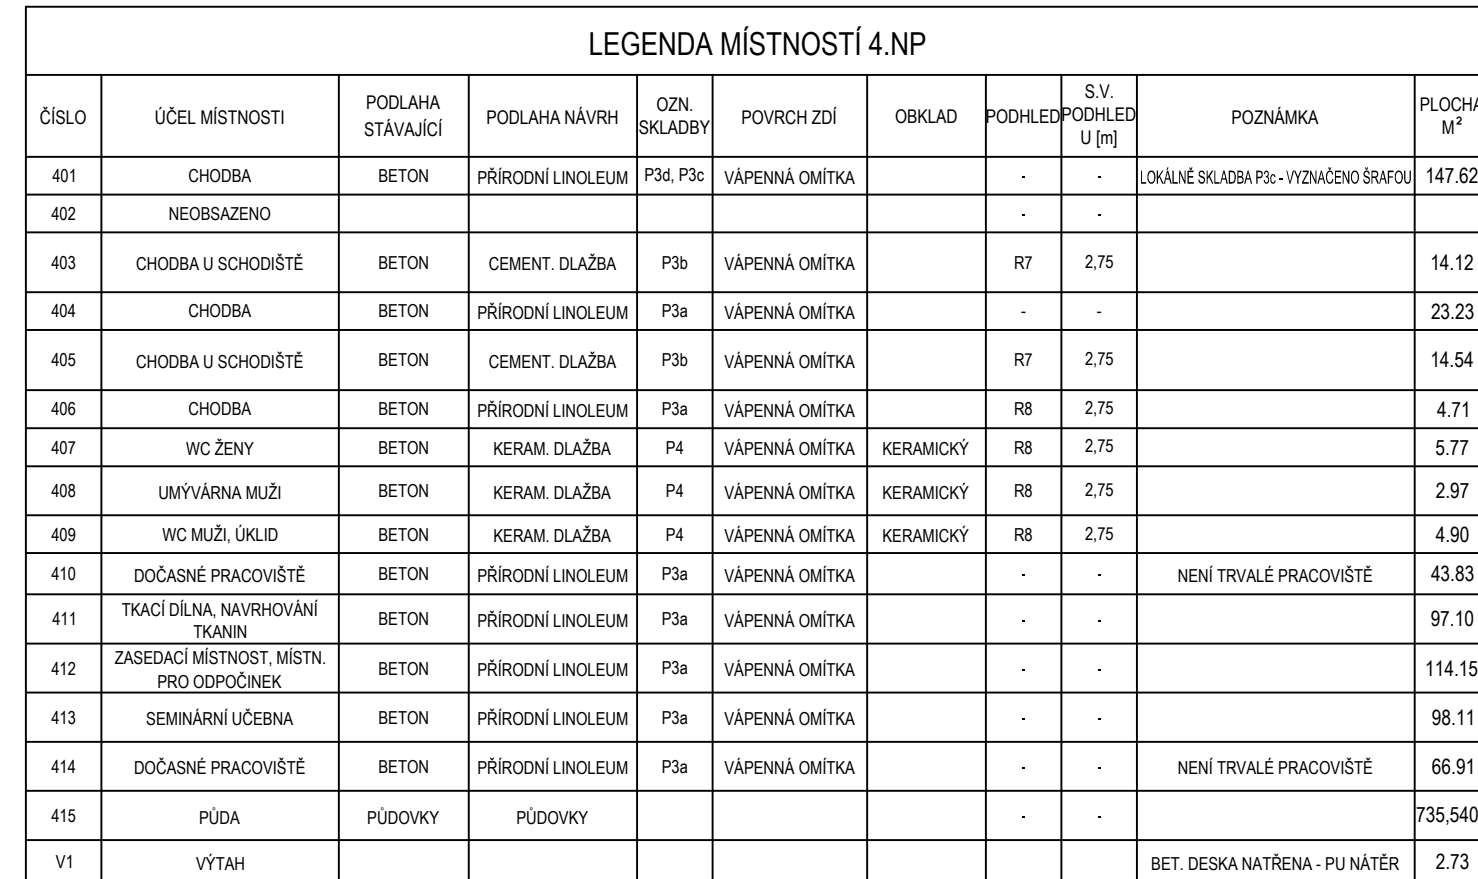 LEGENDA MÍSTNOSTÍ 4.NP
ČÍSLO ÚČEL MÍSTNOSTI PODLAHA STÁVAJÍCÍ PODLAHA NÁVRH OZN. SKLADBY POVRCH ZDÍ OBKLAD PODHLED S.V. PODHLED U [m] POZNÁMKA PLOCHA M²
401 CHODBA BETON PŘÍRODNÍ LINOLEUM P3d, P3c VÁPENNÁ OMÍTKA - - LOKÁLNĚ SKLADBA P3c - VYZNAČENO ŠRAFOU 147.62
402 NEOBSAZENO - -
403 CHODBA U SCHODIŠTĚ BETON CEMENT. DLAŽBA P3b VÁPENNÁ OMÍTKA R7 2,75 14.12
404 CHODBA BETON PŘÍRODNÍ LINOLEUM P3a VÁPENNÁ OMÍTKA - - 23.23
405 CHODBA U SCHODIŠTĚ BETON CEMENT. DLAŽBA P3b VÁPENNÁ OMÍTKA R7 2,75 14.54
406 CHODBA BETON PŘÍRODNÍ LINOLEUM P3a VÁPENNÁ OMÍTKA R8 2,75 4.71
407 WC ŽENY BETON KERAM. DLAŽBA P4 VÁPENNÁ OMÍTKA KERAMICKÝ R8 2,75 5.77
408 UMÝVÁRNA MUŽI BETON KERAM. DLAŽBA P4 VÁPENNÁ OMÍTKA KERAMICKÝ R8 2,75 2.97
409 WC MUŽI, ÚKLID BETON KERAM. DLAŽBA P4 VÁPENNÁ OMÍTKA KERAMICKÝ R8 2,75 4.90
410 DOČASNÉ PRACOVIŠTĚ BETON PŘÍRODNÍ LINOLEUM P3a VÁPENNÁ OMÍTKA - - NENÍ TRVALÉ PRACOVIŠTĚ 43.83
411 TKACÍ DÍLNA, NAVRHOVÁNÍ TKANIN BETON PŘÍRODNÍ LINOLEUM P3a VÁPENNÁ OMÍTKA - - 97.10
412 ZASEDACÍ MÍSTNOST, MÍSTN. PRO ODPOČINEK BETON PŘÍRODNÍ LINOLEUM P3a VÁPENNÁ OMÍTKA - - 114.15
413 SEMINÁRNÍ UČEBNA BETON PŘÍRODNÍ LINOLEUM P3a VÁPENNÁ OMÍTKA - - 98.11
414 DOČASNÉ PRACOVIŠTĚ BETON PŘÍRODNÍ LINOLEUM P3a VÁPENNÁ OMÍTKA - - NENÍ TRVALÉ PRACOVIŠTĚ 66.91
415 PŮDA PŮDOVKY PŮDOVKY - - 735,540
V1 VÝTAH BET. DESKA NATŘENA - PU NÁTĚR 2.73